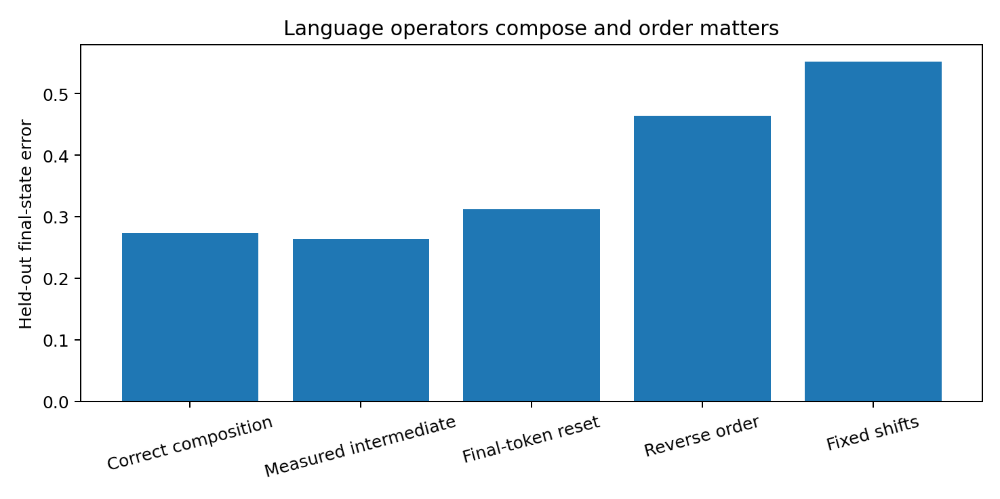 Language operators compose and order matters
Held-out final-state error
0.5
0.4
0.3
0.2
0.1
0.0
Correct composition
Measured intermediate
Final-token reset
Reverse order
Fixed shifts